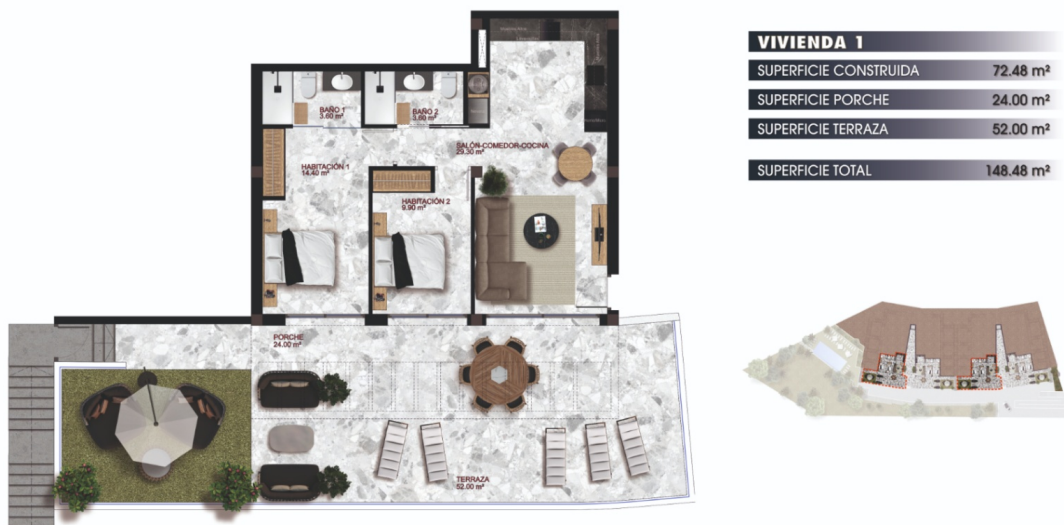 BAÑO 1
3.60 m²
BAÑO 2
3.60 m²
SALÓN-COMEDOR-COCINA
29.30 m²
HABITACIÓN 1
14.40 m²
HABITACIÓN 2
9.90 m²
PORCHE
24.00 m²
TERRAZA
52.00 m²
VIVIENDA 1
SUPERFICIE CONSTRUIDA 72.48 m²
SUPERFICIE PORCHE 24.00 m²
SUPERFICIE TERRAZA 52.00 m²
SUPERFICIE TOTAL 148.48 m²